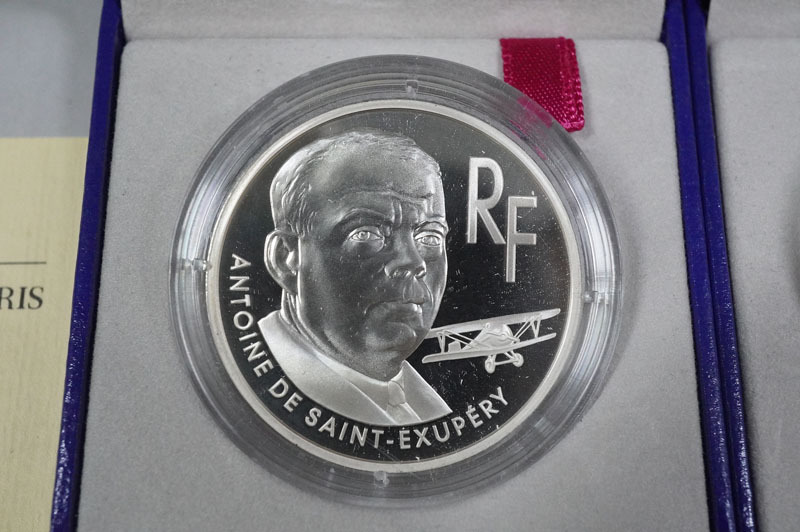 RF
ANTOINE DE SAINT-EXUPÉRY
RIS